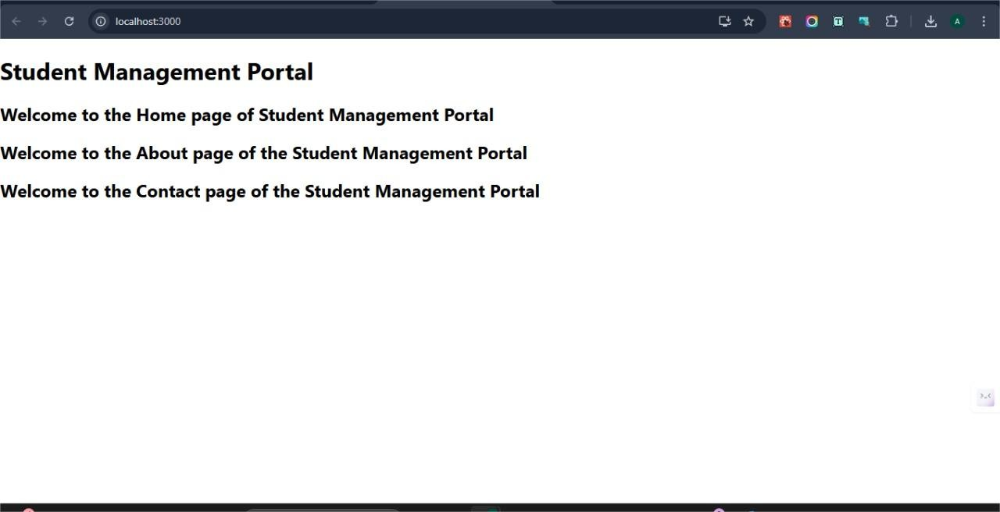 localhost:3000
A
Student Management Portal
Welcome to the Home page of Student Management Portal
Welcome to the About page of the Student Management Portal
Welcome to the Contact page of the Student Management Portal